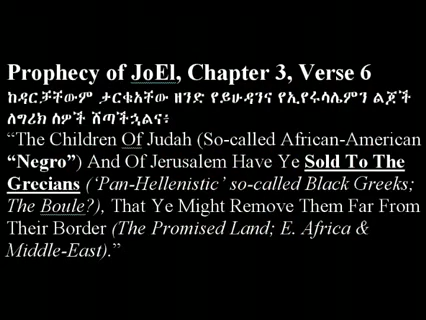 Prophecy of JoEl, Chapter 3, Verse 6
ከዳርቻቸውም ታርቁአቸው ዘንድ የይሁዳንና የኢየሩሳሌምን ልጆች
ለግሪክ ሰዎች ሸጣችኋልና፥
“The Children Of Judah (So-called African-American
“Negro”) And Of Jerusalem Have Ye Sold To The
Grecians (‘Pan-Hellenistic’ so-called Black Greeks;
The Boule?), That Ye Might Remove Them Far From
Their Border (The Promised Land; E. Africa &
Middle-East).”